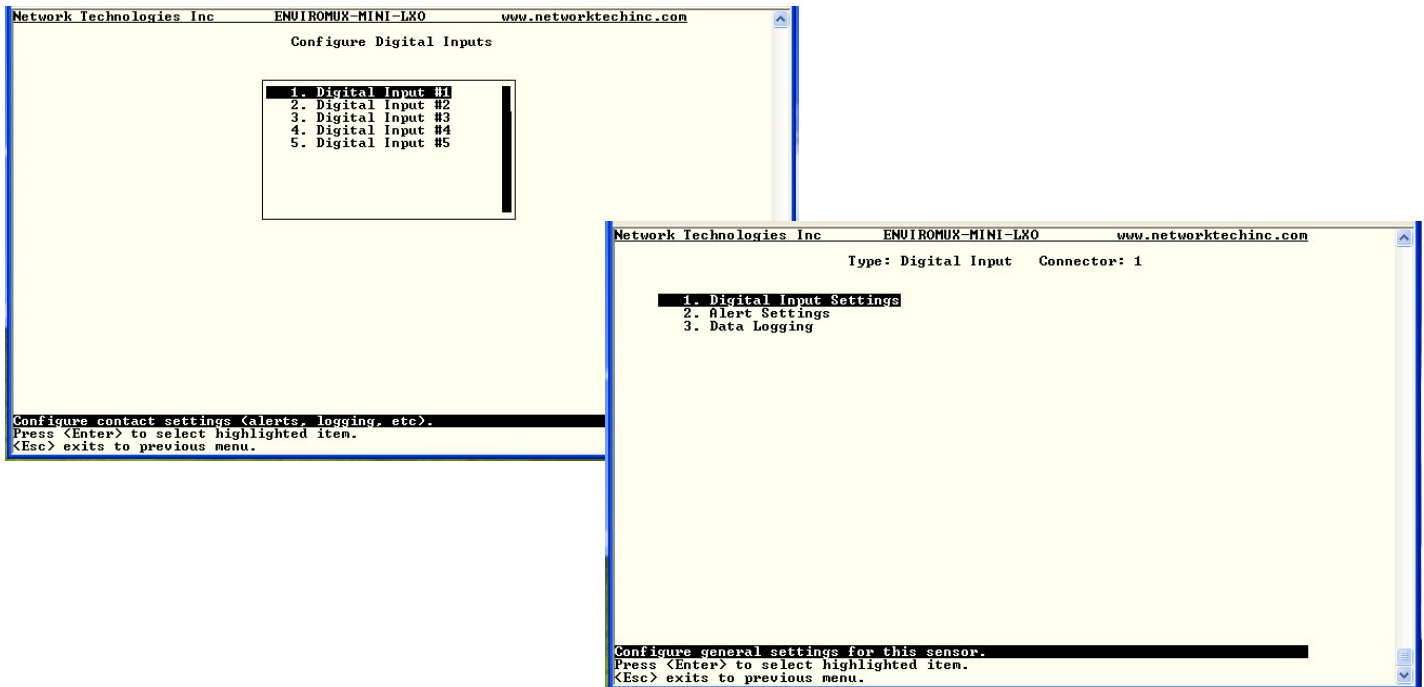 Network Technologies Inc ENVIROMUX-MINI-LXO www.networktechinc.com
Configure Digital Inputs
1. Digital Input #1
2. Digital Input #2
3. Digital Input #3
4. Digital Input #4
5. Digital Input #5
Configure contact settings (alerts, logging, etc).
Press <Enter> to select highlighted item.
<Esc> exits to previous menu.
Network Technologies Inc ENVIROMUX-MINI-LXO www.networktechinc.com
Type: Digital Input Connector: 1
1. Digital Input Settings
2. Alert Settings
3. Data Logging
Configure general settings for this sensor.
Press <Enter> to select highlighted item.
<Esc> exits to previous menu.